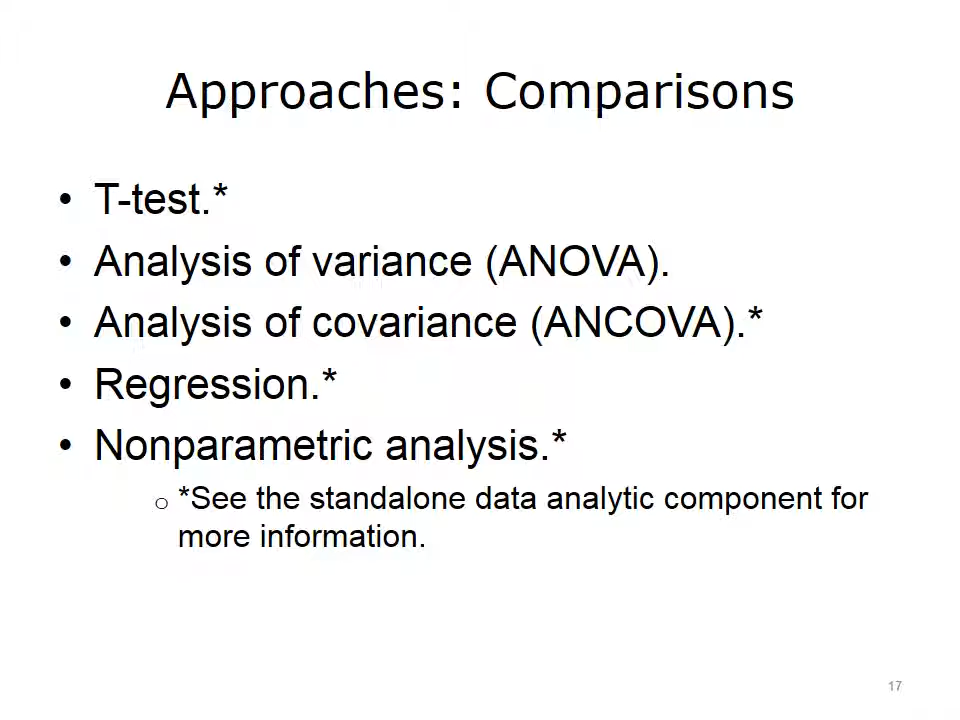 Approaches: Comparisons
• T-test.*
• Analysis of variance (ANOVA).
• Analysis of covariance (ANCOVA).*
• Regression.*
• Nonparametric analysis.*
o *See the standalone data analytic component for
more information.
17